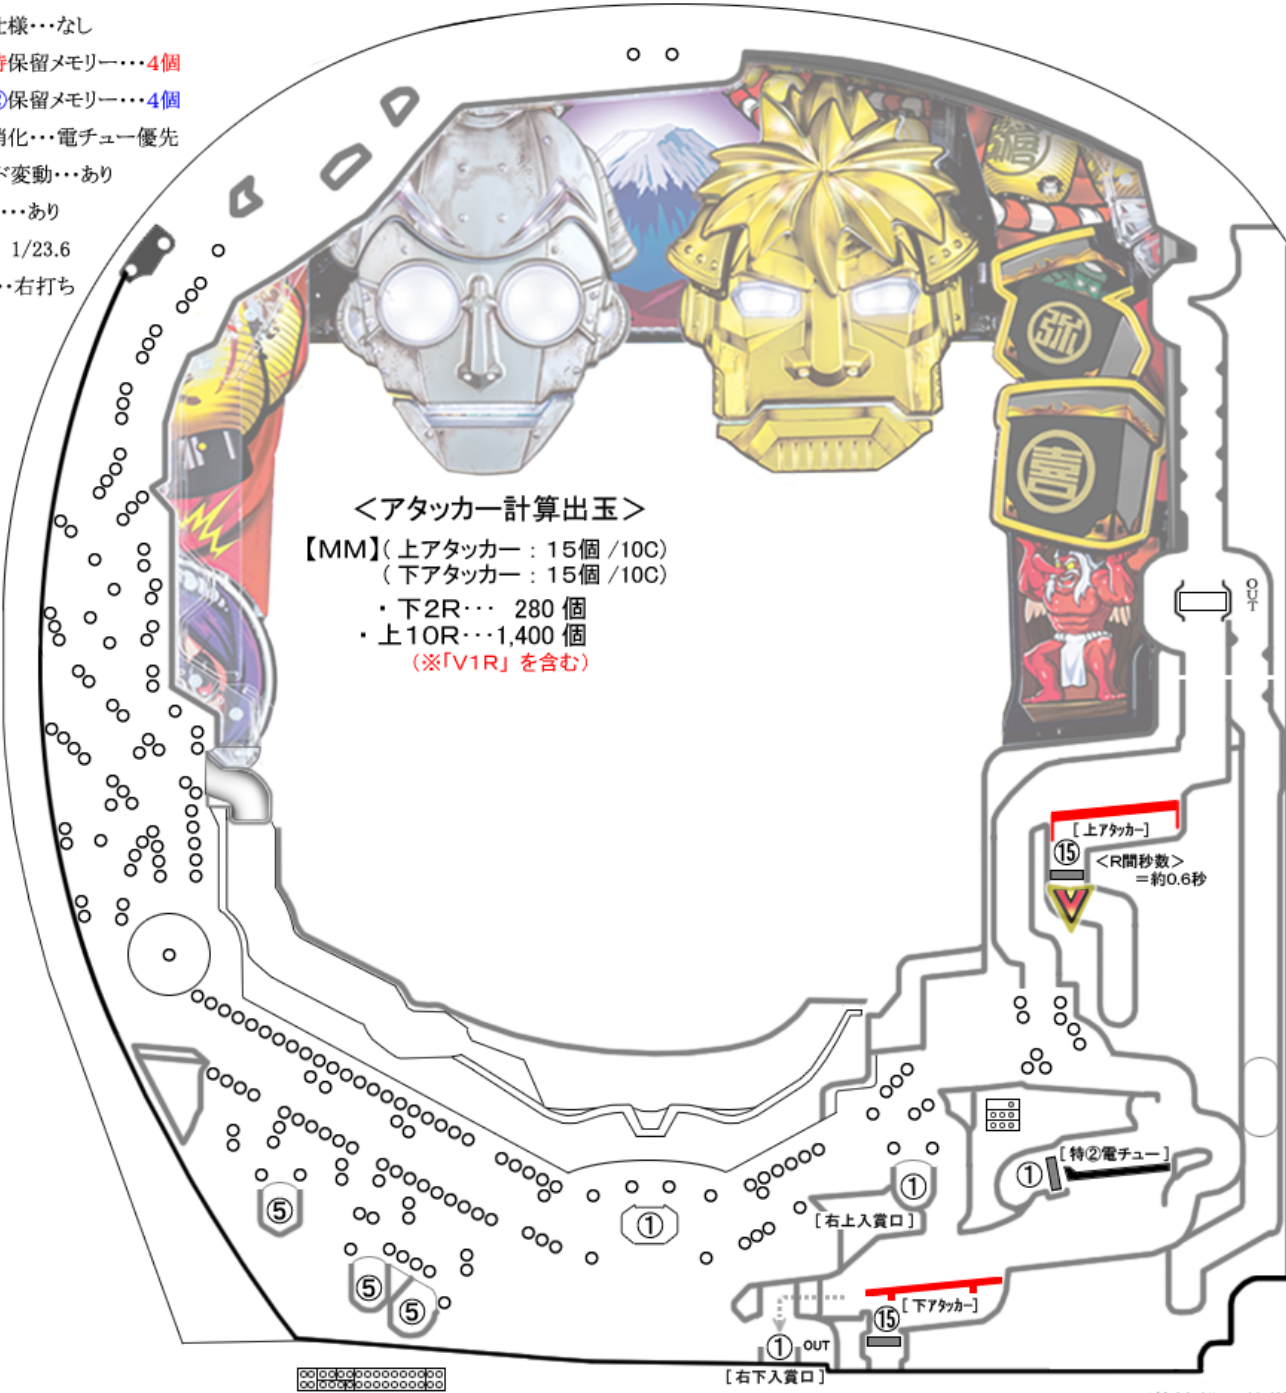 仕様･･･なし
特保留メモリー･･･4個
②保留メモリー･･･4個
消化･･･電チュー優先
ド変動･･･あり
･･･あり
1/23.6
･･右打ち
弥
喜
＜アタッカー計算出玉＞
【MM】( 上アタッカー : 15個 /10C)
( 下アタッカー : 15個 /10C)
・下2R･･･ 280 個
・上10R･･･1,400 個
(※｢V1R｣ を含む)
OUT
[ 上アタッカー]
⑮
＜R間秒数＞
＝約0.6秒
V
[ 特②電チュー ]
①
①
[ 右上入賞口 ]
⑤
①
⑤
⑤
[ 下アタッカー]
⑮
① OUT
[ 右下入賞口 ]